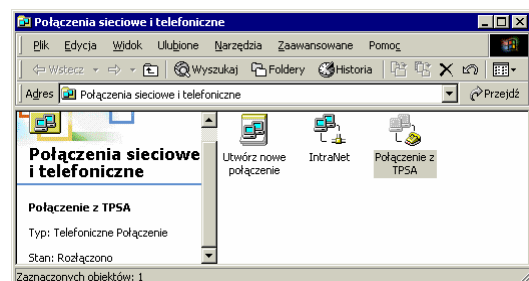 Połączenia sieciowe i telefoniczne
Plik Edycja Widok Ulubione Narzędzia Zaawansowane Pomoc
Wstecz Wyszukaj Foldery Historia
Adres Połączenia sieciowe i telefoniczne Przejdź
Połączenia sieciowe
i telefoniczne
Połączenie z TPSA
Typ: Telefoniczne Połączenie
Stan: Rozłączono
Utwórz nowe
połączenie
IntraNet
Połączenie z
TPSA
Zaznaczonych obiektów: 1